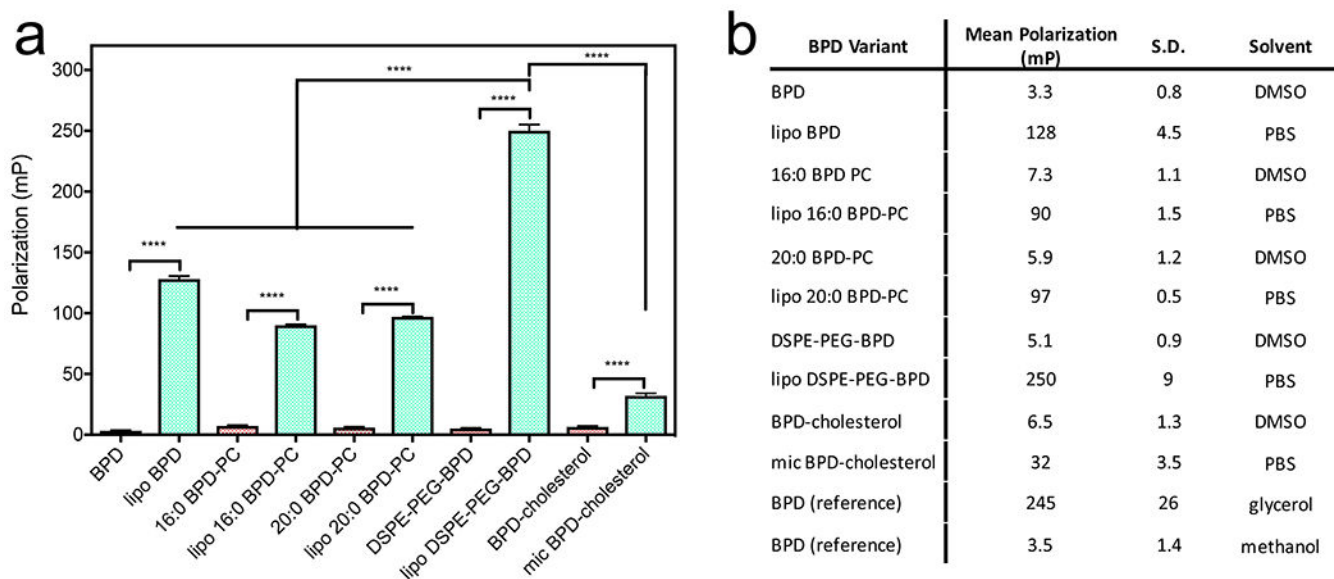 a
Polarization (mP)
300
250
200
150
100
50
0
****
****
****
****
****
****
****
BPD
lipo BPD
16:0 BPD-PC
lipo 16:0 BPD-PC
20:0 BPD-PC
lipo 20:0 BPD-PC
DSPE-PEG-BPD
lipo DSPE-PEG-BPD
BPD-cholesterol
mic BPD-cholesterol
b
BPD Variant Mean Polarization (mP) S.D. Solvent
BPD 3.3 0.8 DMSO
lipo BPD 128 4.5 PBS
16:0 BPD PC 7.3 1.1 DMSO
lipo 16:0 BPD-PC 90 1.5 PBS
20:0 BPD-PC 5.9 1.2 DMSO
lipo 20:0 BPD-PC 97 0.5 PBS
DSPE-PEG-BPD 5.1 0.9 DMSO
lipo DSPE-PEG-BPD 250 9 PBS
BPD-cholesterol 6.5 1.3 DMSO
mic BPD-cholesterol 32 3.5 PBS
BPD (reference) 245 26 glycerol
BPD (reference) 3.5 1.4 methanol